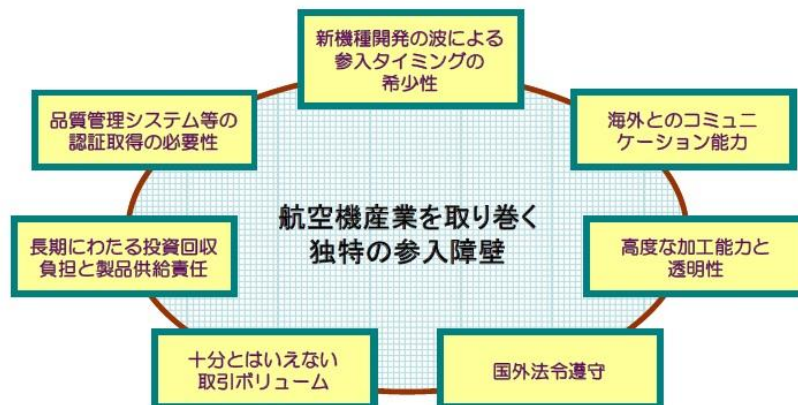 新機種開発の波による
参入タイミングの
希少性
品質管理システム等の
認証取得の必要性
海外とのコミュニ
ケーション能力
航空機産業を取り巻く
独特の参入障壁
長期にわたる投資回収
負担と製品供給責任
高度な加工能力と
透明性
十分とはいえない
取引ボリューム
国外法令遵守